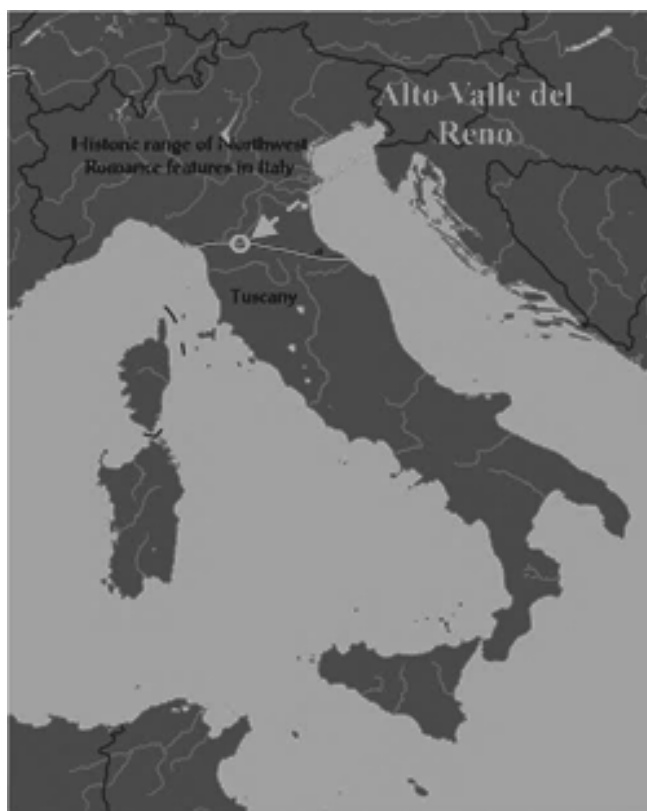 Alto Valle del
Reno
Historic range of Northwest
Romance features in Italy
Tuscany